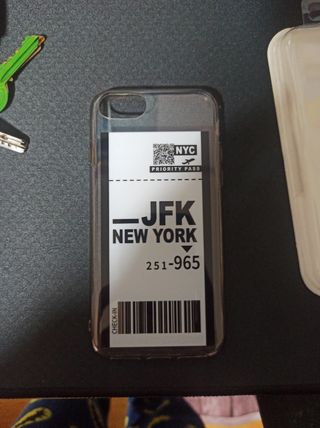 NYC
PRIORITY PASS
JFK
NEW YORK
251-965
CHECK-IN